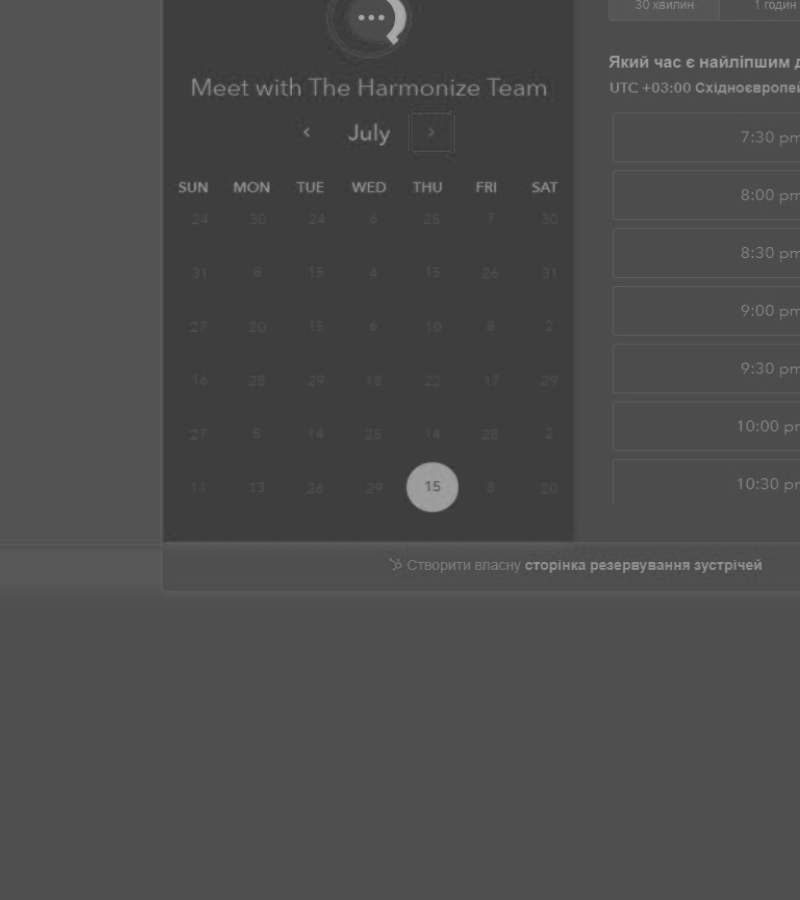 30 хвилин
1 годин
Meet with The Harmonize Team
Який час є найліпшим д
UTC +03:00 Східноєвропей
‹ July ›
SUN MON TUE WED THU FRI SAT
24 30 24 6 25 7 30
31 8 15 4 15 26 31
27 20 15 6 10 8 2
16 28 29 18 22 17 29
27 5 14 25 14 28 2
11 13 26 29 15 8 20
7:30 pm
8:00 pm
8:30 pm
9:00 pm
9:30 pm
10:00 pm
10:30 pm
Створити власну сторінка резервування зустрічей